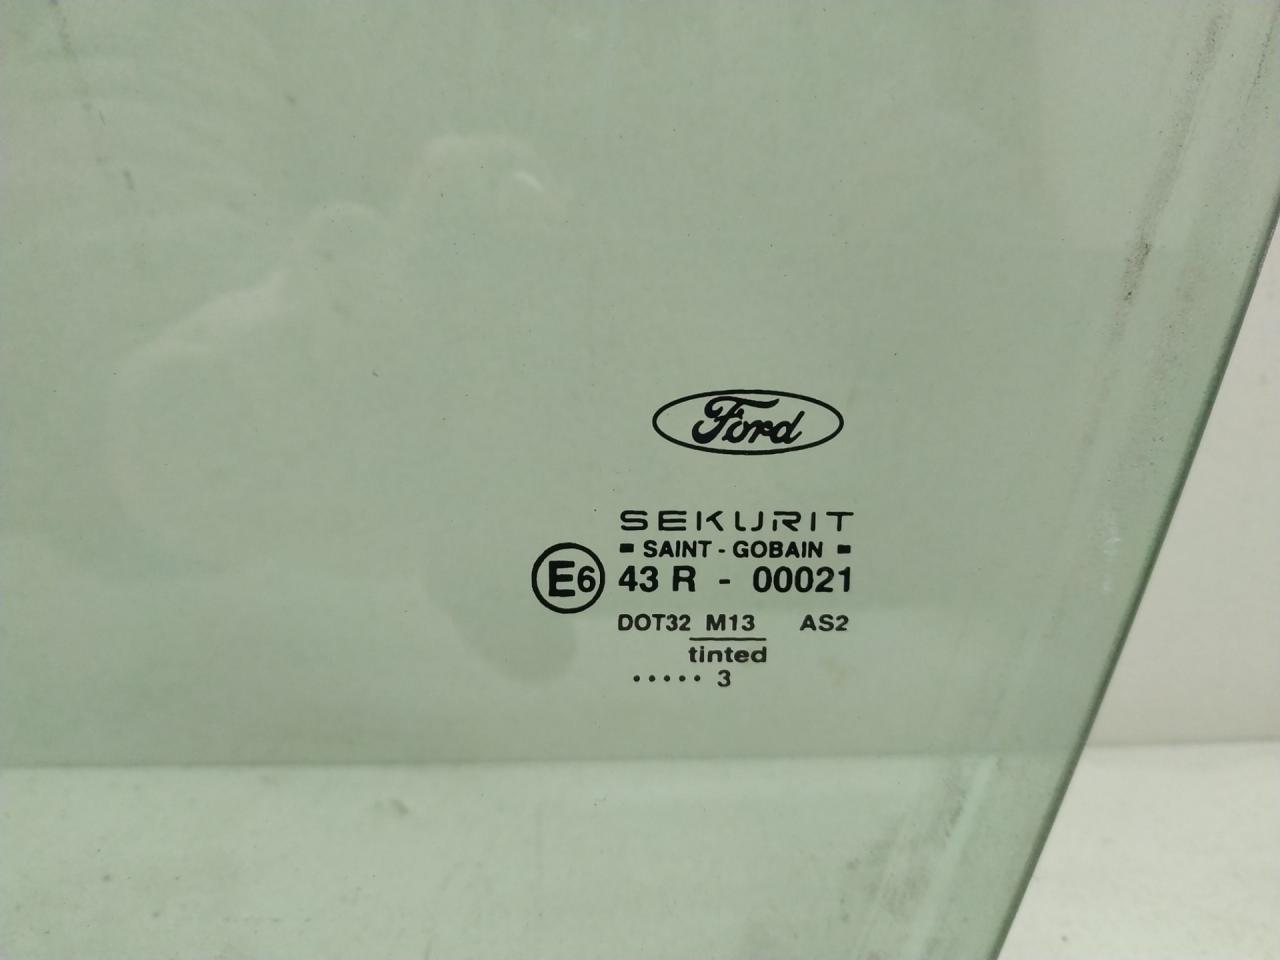 Ford
SEKURIT
SAINT - GOBAIN
E6 43 R - 00021
DOT32 M13 AS2
tinted
..... 3